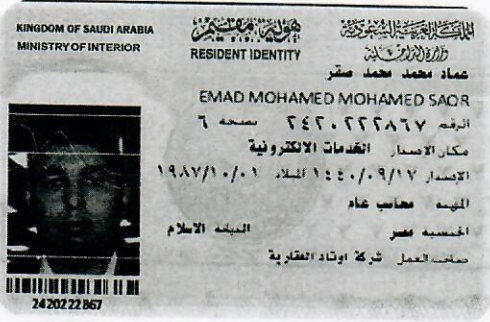 KINGDOM OF SAUDI ARABIA
MINISTRY OF INTERIOR
هوية مقيم
RESIDENT IDENTITY
المملكة العربية السعودية
وزارة الداخلية
عماد محمد محمد صقر
EMAD MOHAMED MOHAMED SAQR
الرقم ٢٤٢٠٢٢٢٨٦٧ نسخة ٦
مكان الاصدار الخدمات الالكترونية
الإصدار ١٤٤٠/٠٩/١٧ الميلاد ١٩٨٧/١٠/٠١
المهنة محاسب عام
الجنسية مصر الديانة الاسلام
صاحب العمل شركة اوتاد العقارية
2420222867